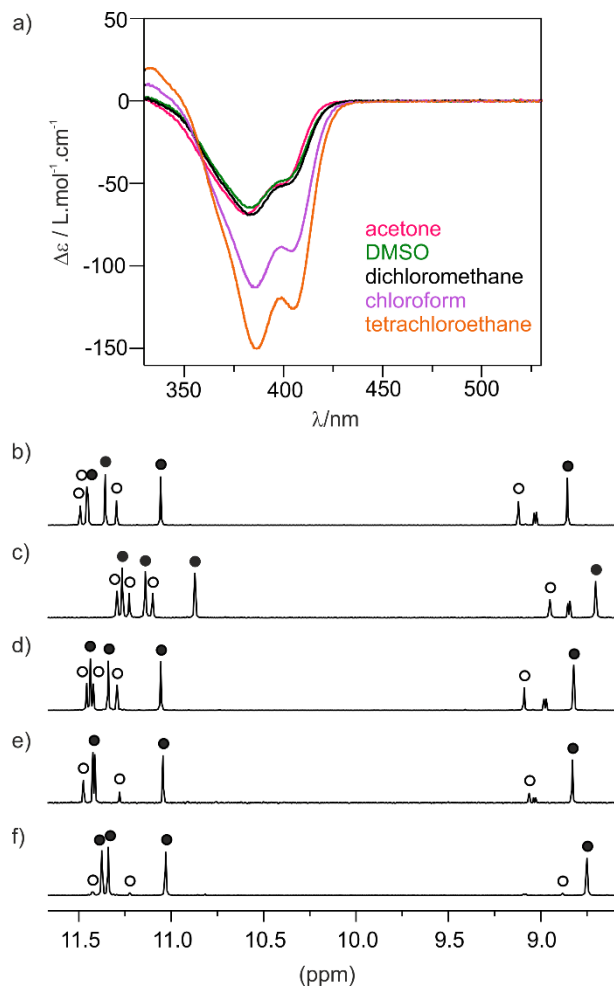 a)
50
0
-50
-100
-150
Δε / L.mol⁻¹.cm⁻¹
acetone
DMSO
dichloromethane
chloroform
tetrachloroethane
350 400 450 500
λ/nm
b)
c)
d)
e)
f)
11.5 11.0 10.5 10.0 9.5 9.0
(ppm)